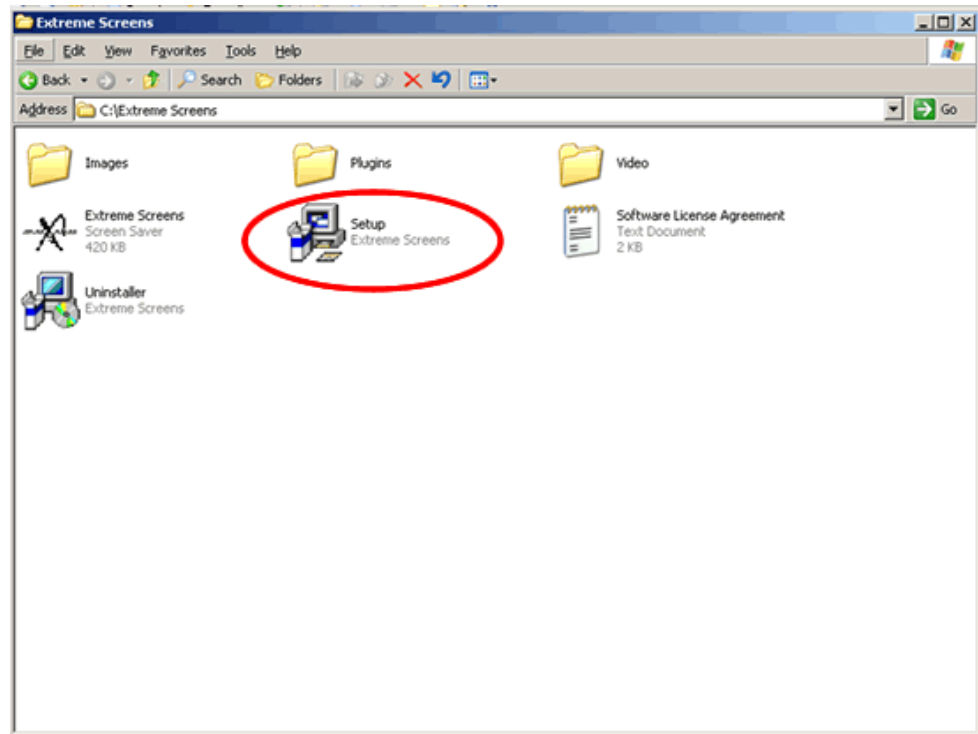 Extreme Screens
File Edit View Favorites Tools Help
Back Search Folders
Address C:\Extreme Screens Go
Images Plugins Video
Extreme Screens
Screen Saver
420 KB
Setup
Extreme Screens
Software License Agreement
Text Document
2 KB
Uninstaller
Extreme Screens